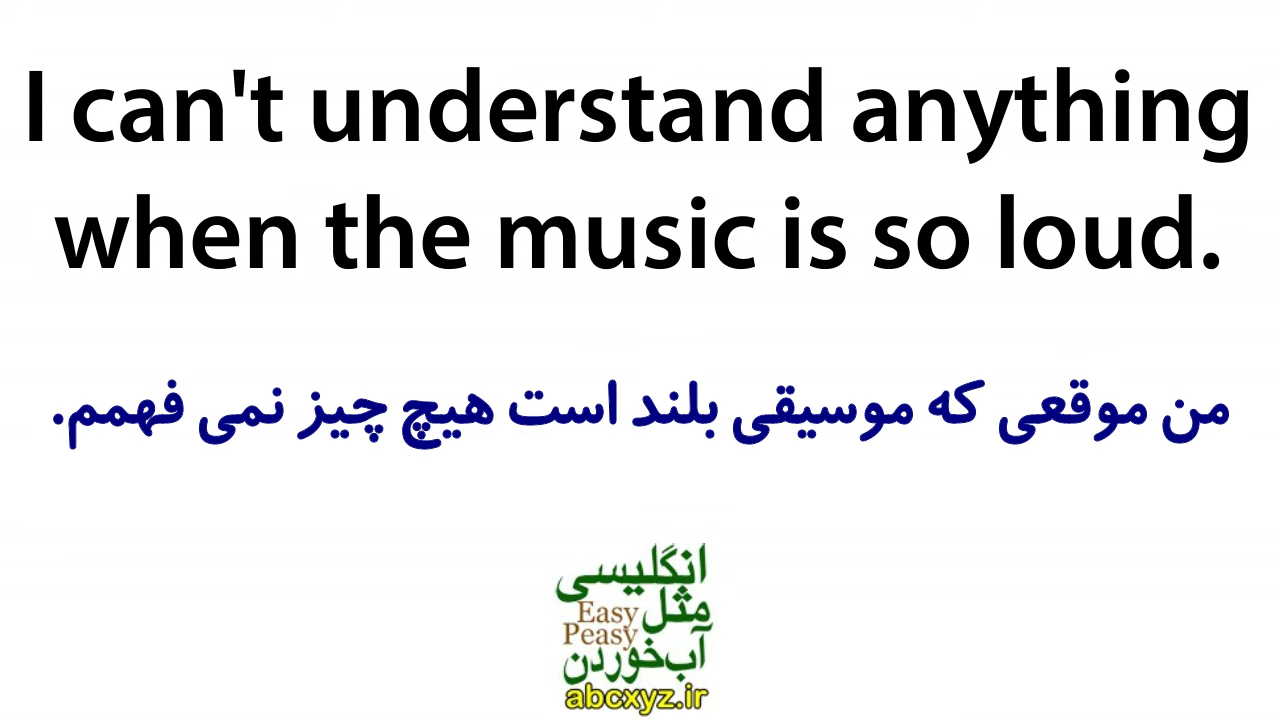 I can't understand anything
when the music is so loud.
من موقعی که موسیقی بلند است هیچ چیز نمی فهمم.
انگلیسی
مثل
Easy
Peasy
آب‌خوردن
abcxyz.ir